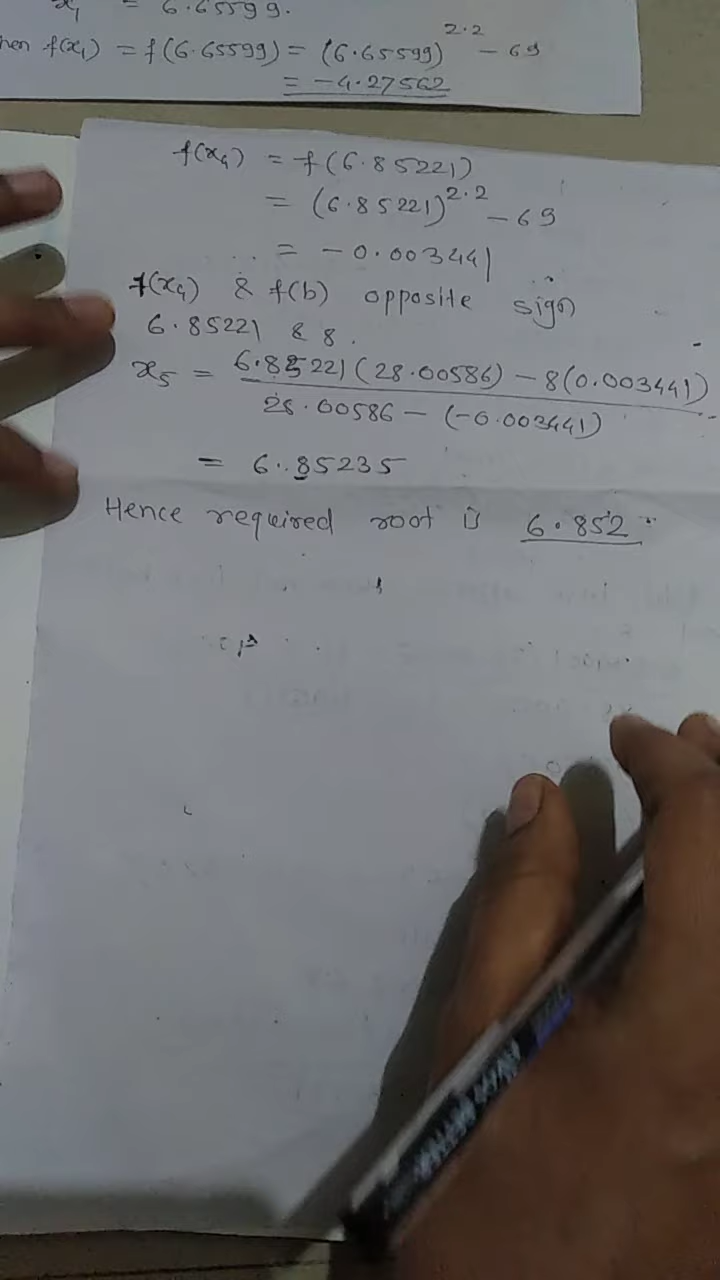 x₁ = 6.65599.
hen f(x₁) = f(6.65599) = (6.65599)^2.2 - 69
= -4.27562
f(x₄) = f(6.85221)
= (6.85221)^2.2 - 69
= -0.003441
f(x₄) & f(b) opposite sign
6.85221 & 8.
x₅ = 6.85221(28.00586) - 8(0.003441)
28.00586 - (-0.003441)
= 6.85235
Hence required root is 6.852